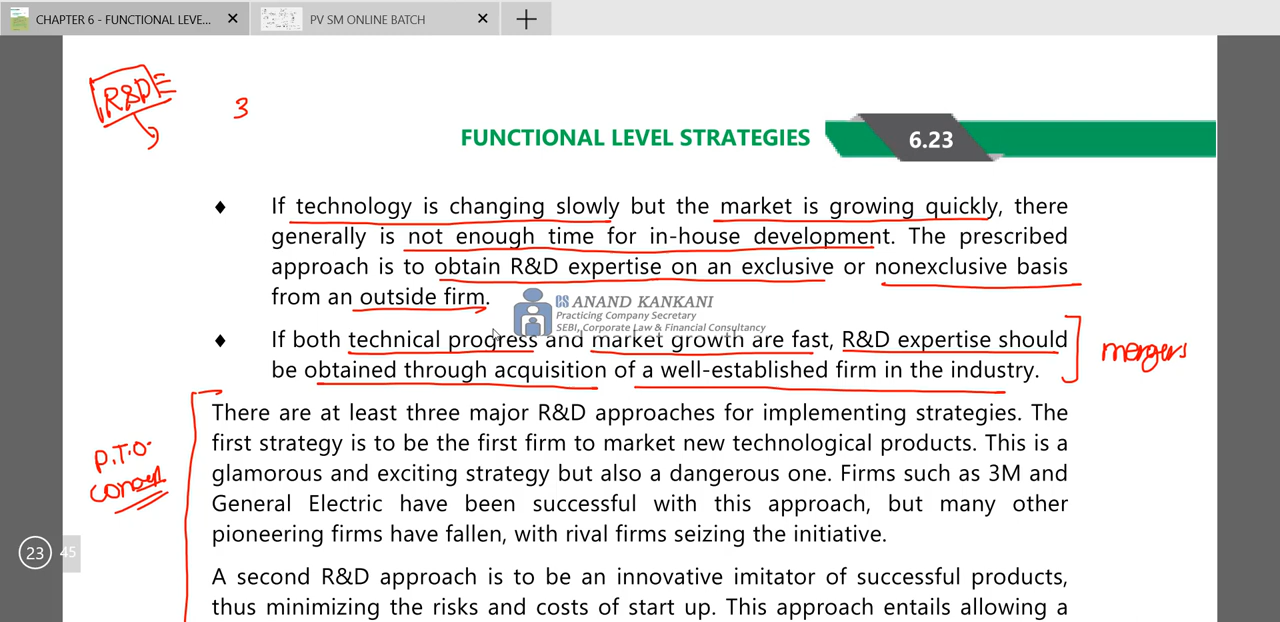 CHAPTER 6 - FUNCTIONAL LEVE...
PV SM ONLINE BATCH
R&DE
3
FUNCTIONAL LEVEL STRATEGIES
6.23
If technology is changing slowly but the market is growing quickly, there
generally is not enough time for in-house development. The prescribed
approach is to obtain R&D expertise on an exclusive or nonexclusive basis
from an outside firm.
CS ANAND KANKANI
Practicing Company Secretary
SEBI, Corporate Law & Financial Consultancy
If both technical progress and market growth are fast, R&D expertise should
be obtained through acquisition of a well-established firm in the industry.
mergers
There are at least three major R&D approaches for implementing strategies. The
first strategy is to be the first firm to market new technological products. This is a
P.T.O.
glamorous and exciting strategy but also a dangerous one. Firms such as 3M and
General Electric have been successful with this approach, but many other
pioneering firms have fallen, with rival firms seizing the initiative.
23
45
A second R&D approach is to be an innovative imitator of successful products,
thus minimizing the risks and costs of start up. This approach entails allowing a